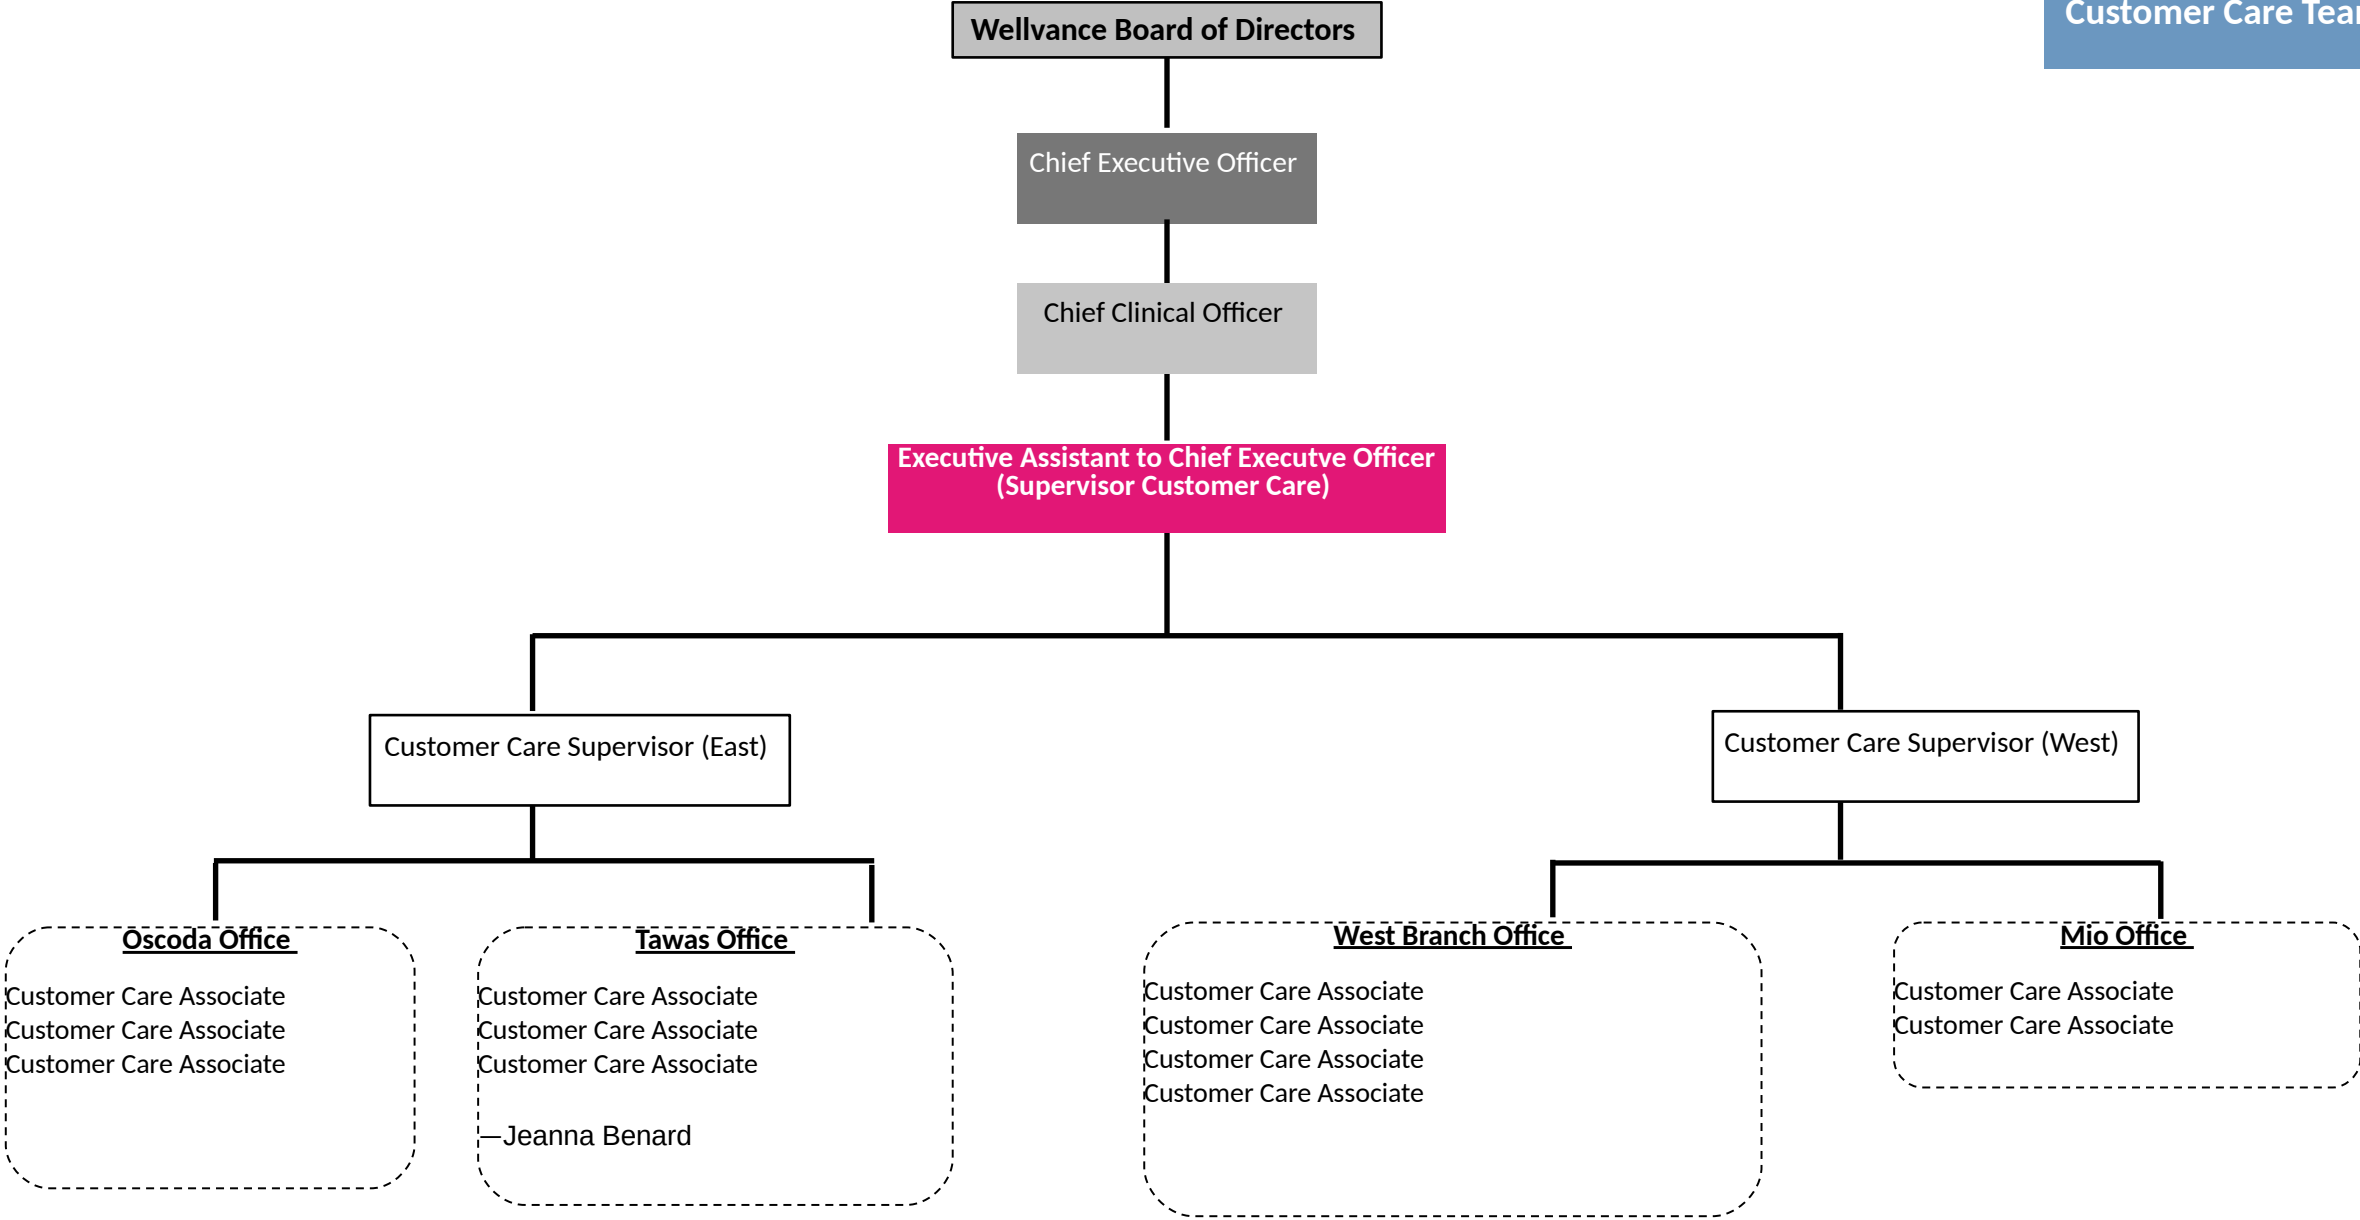 Wellvance Board of Directors
Customer Care
Chief Executive Officer
Chief Clinical Officer
Executive Assistant to Chief Executve Officer
(Supervisor Customer Care)
Customer Care Supervisor (East)
Customer Care Supervisor (West)
Oscoda Office
Customer Care Associate
Customer Care Associate
Customer Care Associate
Tawas Office
Customer Care Associate
Customer Care Associate
Customer Care Associate
—Jeanna Benard
West Branch Office
Customer Care Associate
Customer Care Associate
Customer Care Associate
Customer Care Associate
Mio Office
Customer Care Associate
Customer Care Associate